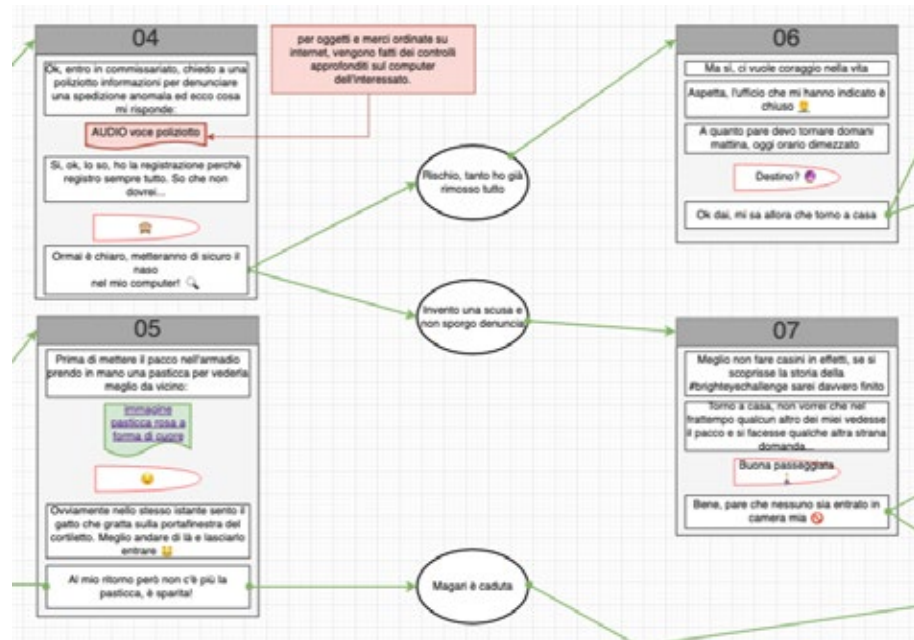 04
Ok, entro in commissariato, chiedo a una
poliziotto informazioni per denunciare
una spedizione anomala ed ecco cosa
mi risponde:
AUDIO voce poliziotto
Si, ok, lo so, ho la registrazione perchè
registro sempre tutto. So che non
dovrei...
🙈
Ormai è chiaro, metteranno di sicuro il
naso
nel mio computer! 🔍
per oggetti e merci ordinate su
internet, vengono fatti dei controlli
approfonditi sul computer
dell'interessato.
Rischio, tanto ho già
rimosso tutto
Invento una scusa e
non sporgo denuncia
06
Ma si, ci vuole coraggio nella vita
Aspetta, l'ufficio che mi hanno indicato è
chiuso
A quanto pare devo tornare domani
mattina, oggi orario dimezzato
Destino? 🔮
Ok dai, mi sa allora che torno a casa
05
Prima di mettere il pacco nell'armadio
prendo in mano una pasticca per vederla
meglio da vicino:
immagine
pasticca rosa a
forma di cuore
Ovviamente nello stesso istante sento il
gatto che gratta sulla portafinestra del
cortiletto. Meglio andare di là e lasciarlo
entrare
Al mio ritorno però non c'è più la
pasticca, è sparita!
Magari è caduta
07
Meglio non fare casini in effetti, se si
scoprisse la storia della
#brighteyechallenge sarei davvero finito
Torno a casa, non vorrei che nel
frattempo qualcun altro dei miei vedesse
il pacco e si facesse qualche altra strana
domanda...
Buona passeggiata
Bene, pare che nessuno sia entrato in
camera mia 🚫